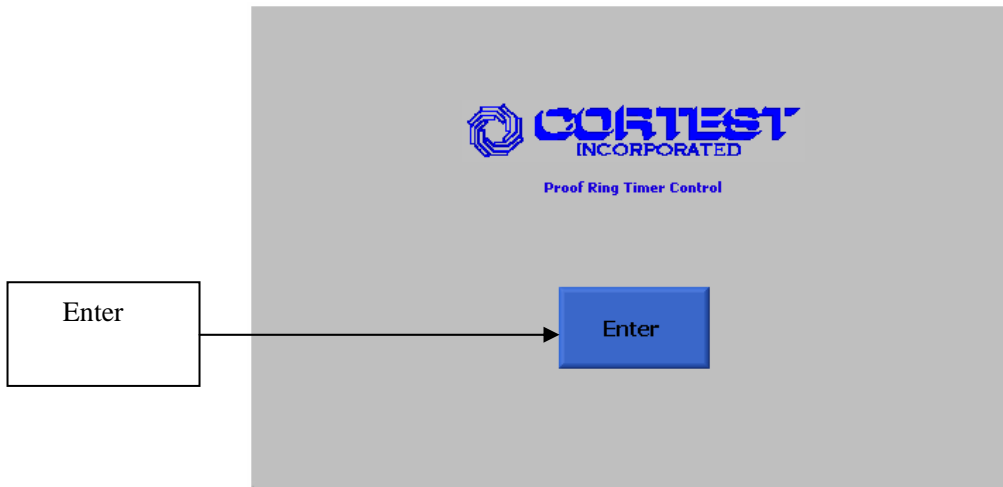 CORTEST
INCORPORATED
Proof Ring Timer Control
Enter
Enter